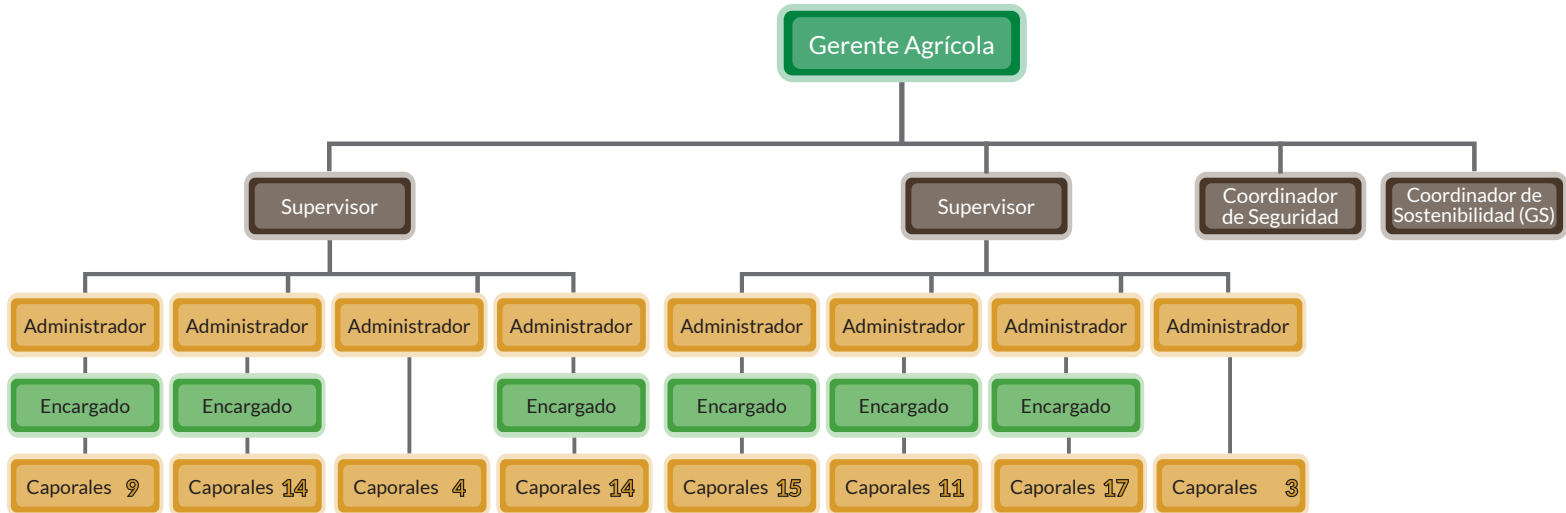 Gerente Agrícola
Supervisor
Supervisor
Coordinador
de Seguridad
Coordinador de
Sostenibilidad (GS)
Administrador
Administrador
Administrador
Administrador
Administrador
Administrador
Administrador
Administrador
Encargado
Encargado
Encargado
Encargado
Encargado
Encargado
Caporales 9
Caporales 14
Caporales 4
Caporales 14
Caporales 15
Caporales 11
Caporales 17
Caporales 3